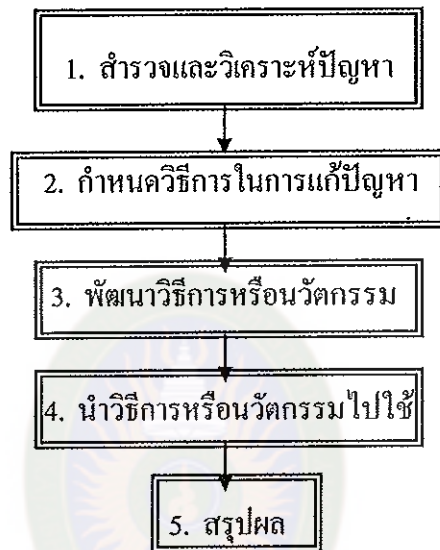 1. สำรวจและวิเคราะห์ปัญหา
2. กำหนดวิธีการในการแก้ปัญหา
3. พัฒนาวิธีการหรือนวัตกรรม
4. นำวิธีการหรือนวัตกรรมไปใช้
5. สรุปผล